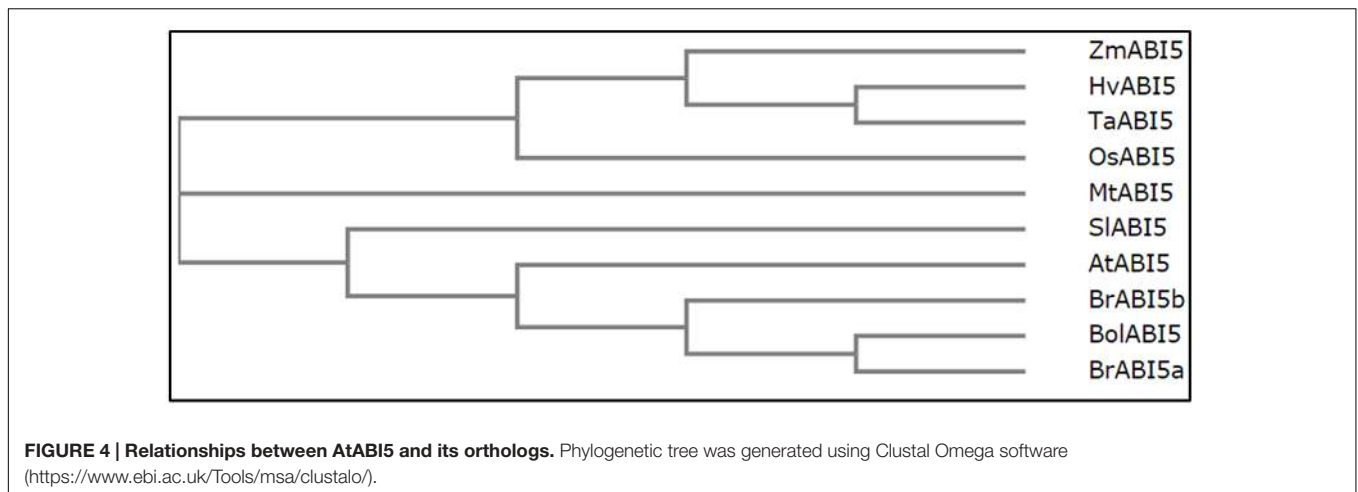 ZmABI5
HvABI5
TaABI5
OsABI5
MtABI5
SlABI5
AtABI5
BrABI5b
BolABI5
BrABI5a
FIGURE 4 | Relationships between AtABI5 and its orthologs. Phylogenetic tree was generated using Clustal Omega software
(https://www.ebi.ac.uk/Tools/msa/clustalo/).